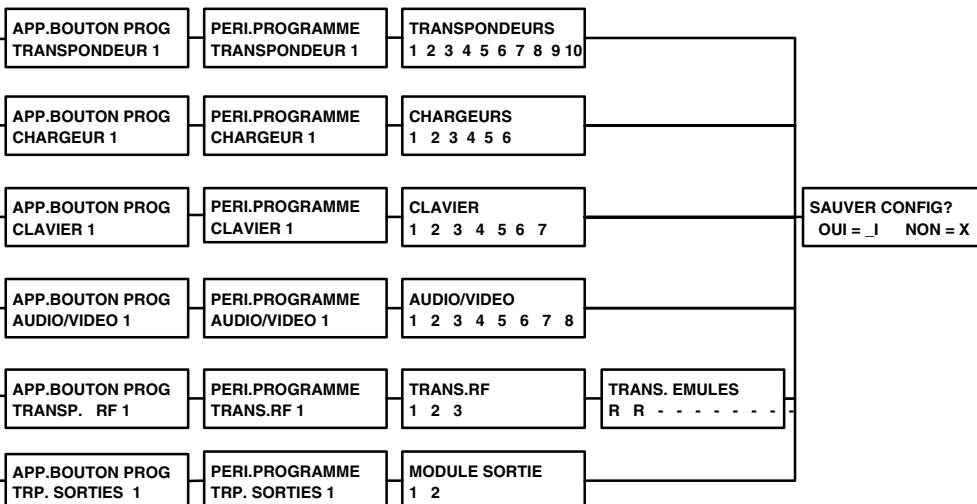 APP.BOUTON PROG
TRANSPONDEUR 1
PERI.PROGRAMME
TRANSPONDEUR 1
TRANSPONDEURS
1 2 3 4 5 6 7 8 9 10
APP.BOUTON PROG
CHARGEUR 1
PERI.PROGRAMME
CHARGEUR 1
CHARGEURS
1 2 3 4 5 6
APP.BOUTON PROG
CLAVIER 1
PERI.PROGRAMME
CLAVIER 1
CLAVIER
1 2 3 4 5 6 7
SAUVER CONFIG?
OUI = _I NON = X
APP.BOUTON PROG
AUDIO/VIDEO 1
PERI.PROGRAMME
AUDIO/VIDEO 1
AUDIO/VIDEO
1 2 3 4 5 6 7 8
APP.BOUTON PROG
TRANSP. RF 1
PERI.PROGRAMME
TRANS.RF 1
TRANS.RF
1 2 3
TRANS. EMULES
R R - - - - - - - -
APP.BOUTON PROG
TRP. SORTIES 1
PERI.PROGRAMME
TRP. SORTIES 1
MODULE SORTIE
1 2